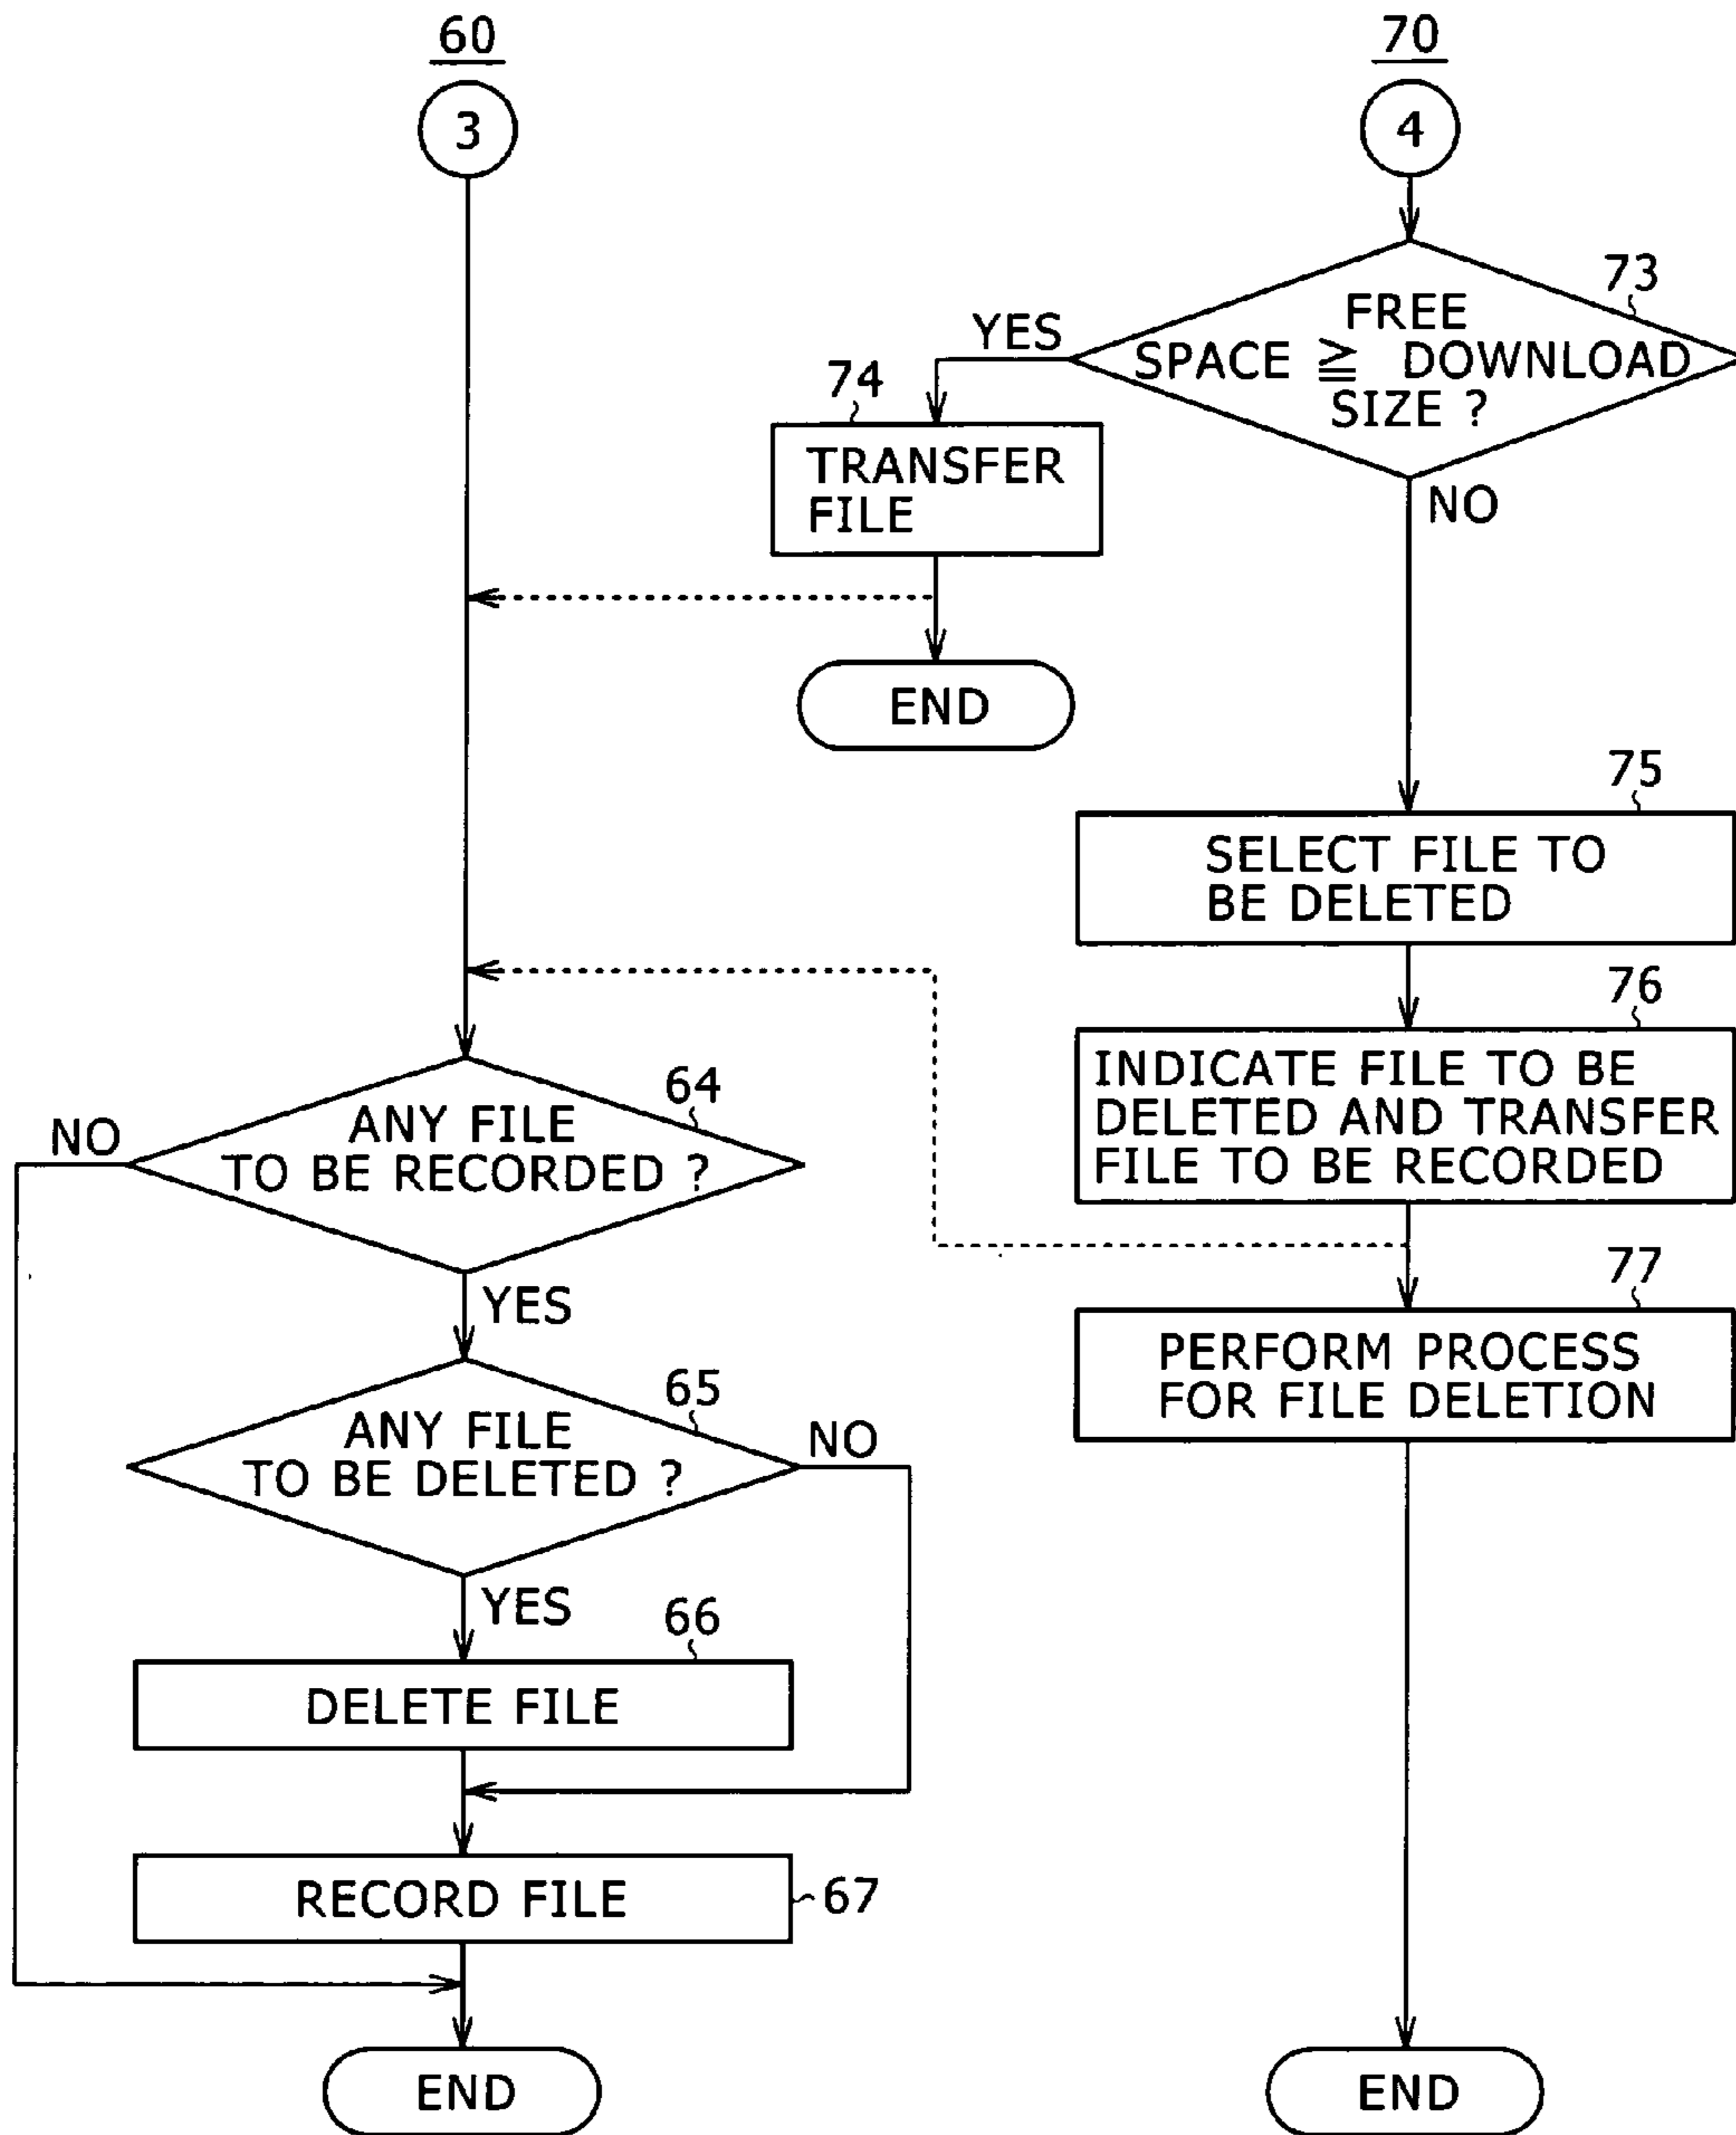 60
70
3
4
73
FREE
SPACE ≧ DOWNLOAD
SIZE ?
YES
NO
74
TRANSFER
FILE
END
75
SELECT FILE TO
BE DELETED
76
INDICATE FILE TO BE
DELETED AND TRANSFER
FILE TO BE RECORDED
77
PERFORM PROCESS
FOR FILE DELETION
64
ANY FILE
TO BE RECORDED ?
NO
YES
65
ANY FILE
TO BE DELETED ?
NO
YES
66
DELETE FILE
RECORD FILE
67
END
END